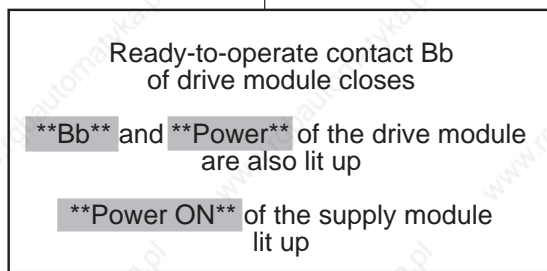 Ready-to-operate contact Bb
of drive module closes
**Bb** and **Power** of the drive module
are also lit up
**Power ON** of the supply module
lit up